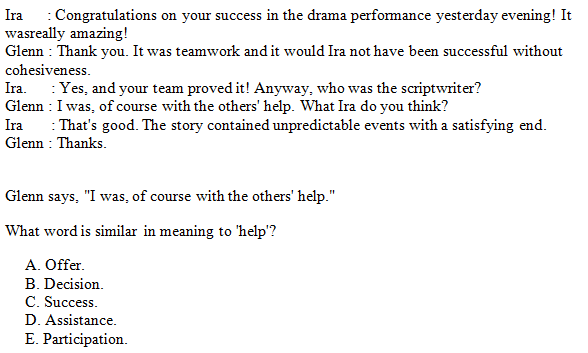 Ira : Congratulations on your success in the drama performance yesterday evening! It
wasreally amazing!
Glenn : Thank you. It was teamwork and it would Ira not have been successful without
cohesiveness.
Ira. : Yes, and your team proved it! Anyway, who was the scriptwriter?
Glenn : I was, of course with the others' help. What Ira do you think?
Ira : That's good. The story contained unpredictable events with a satisfying end.
Glenn : Thanks.
Glenn says, "I was, of course with the others' help."
What word is similar in meaning to 'help'?
A. Offer.
B. Decision.
C. Success.
D. Assistance.
E. Participation.